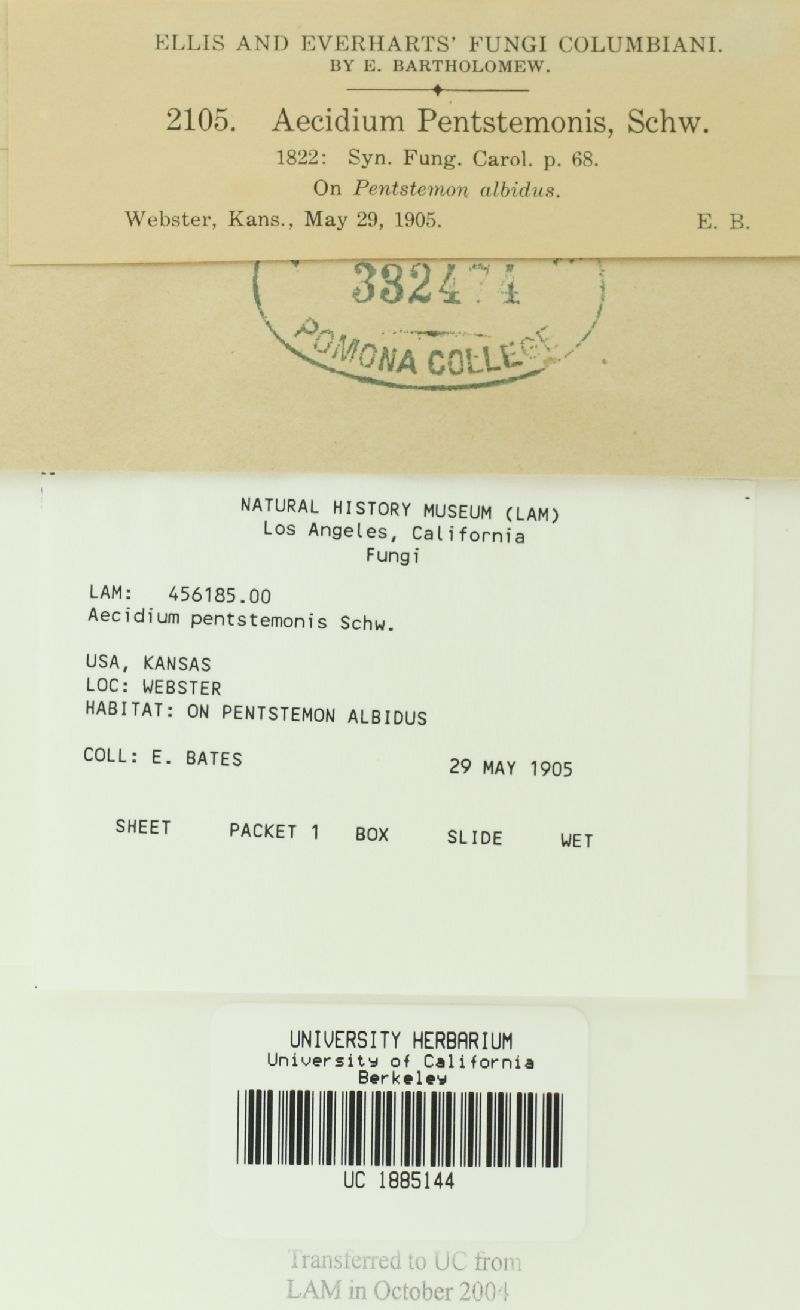 ELLIS AND EVERHARTS' FUNGI COLUMBIANI.
BY E. BARTHOLOMEW.
2105. Aecidium Pentstemonis, Schw.
1822: Syn. Fung. Carol. p. 68.
On Pentstemon albidus.
Webster, Kans., May 29, 1905. E. B.
332474
POMONA COLLEGE
NATURAL HISTORY MUSEUM (LAM)
Los Angeles, California
Fungi
LAM: 456185.00
Aecidium pentstemonis Schw.
USA, KANSAS
LOC: WEBSTER
HABITAT: ON PENTSTEMON ALBIDUS
COLL: E. BATES 29 MAY 1905
SHEET PACKET 1 BOX SLIDE WET
UNIVERSITY HERBARIUM
University of California
Berkeley
UC 1885144
Transferred to UC from
LAM in October 2004